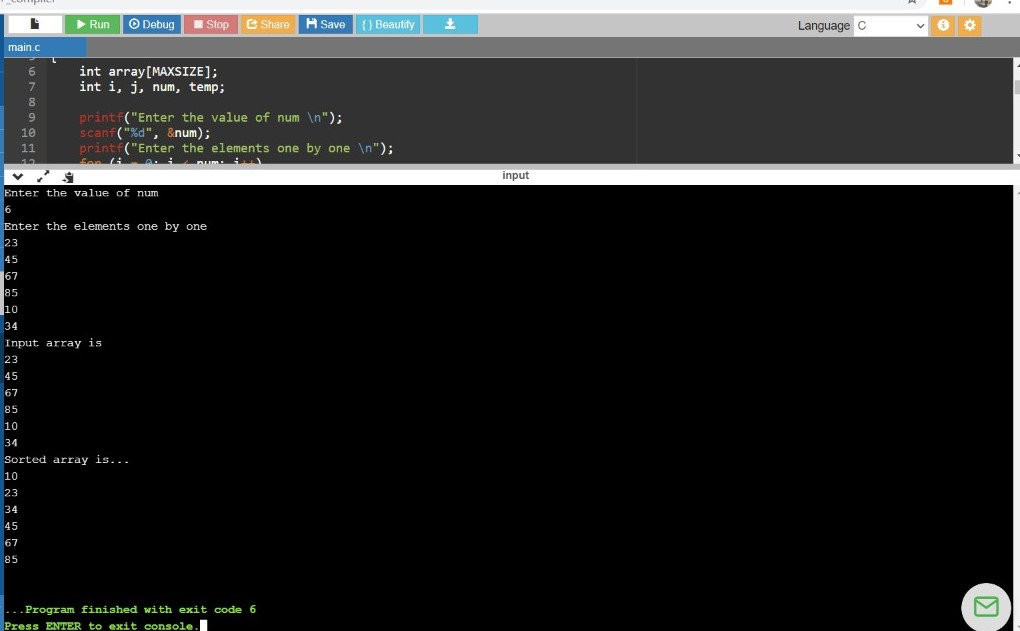 Run Debug Stop Share Save { } Beautify Language C
main.c
6 int array[MAXSIZE];
7 int i, j, num, temp;
8
9 printf("Enter the value of num \n");
10 scanf("%d", &num);
11 printf("Enter the elements one by one \n");
12 for (i = 0; i < num; i++)
input
Enter the value of num
6
Enter the elements one by one
23
45
67
85
10
34
Input array is
23
45
67
85
10
34
Sorted array is...
10
23
34
45
67
85
...Program finished with exit code 6
Press ENTER to exit console.